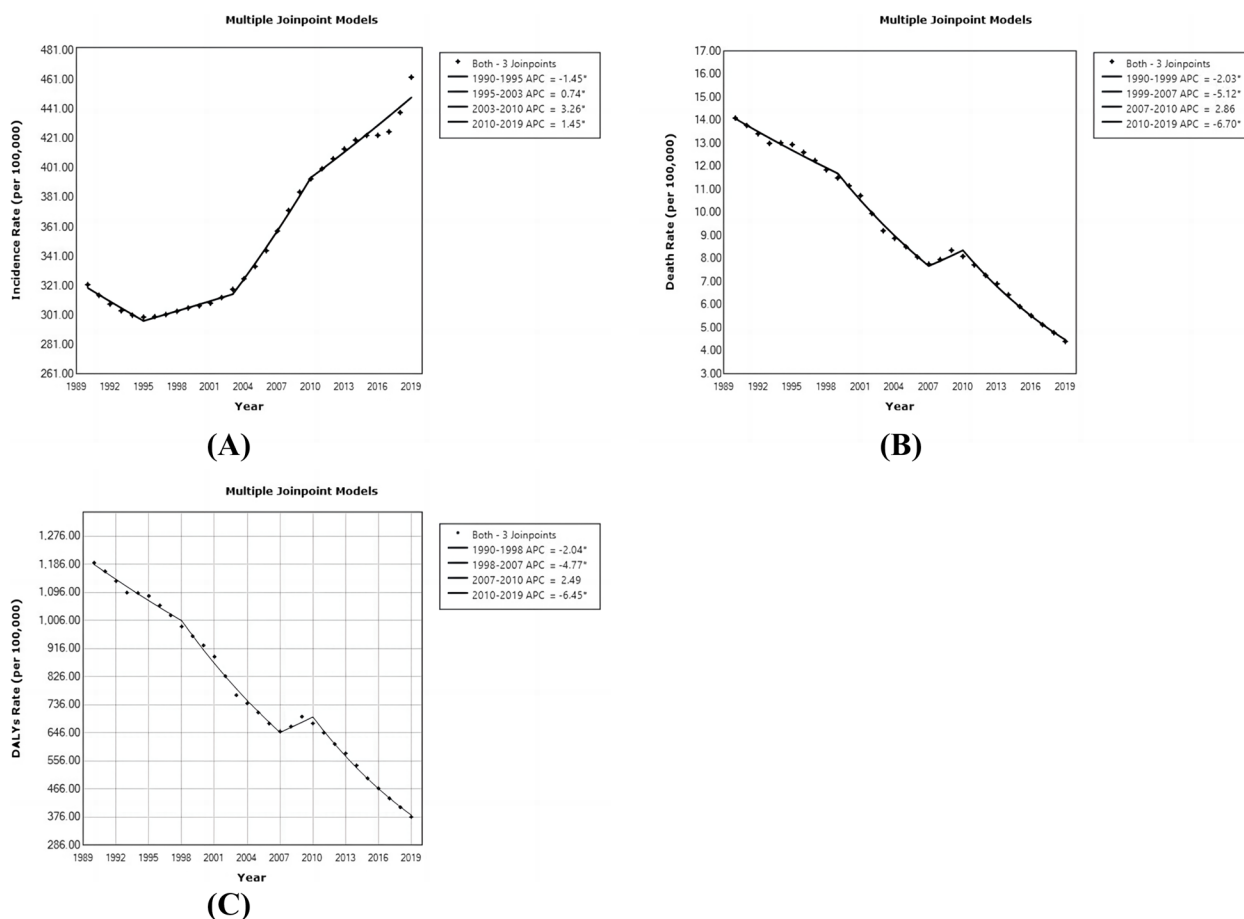 Multiple Joinpoint Models
481.00
461.00
441.00
421.00
401.00
381.00
361.00
341.00
321.00
301.00
281.00
261.00
Incidence Rate (per 100,000)
1989 1992 1995 1998 2001 2004 2007 2010 2013 2016 2019
Year
Both - 3 Joinpoints
1990-1995 APC = -1.45*
1995-2003 APC = 0.74*
2003-2010 APC = 3.26*
2010-2019 APC = 1.45*
(A)
Multiple Joinpoint Models
17.00
16.00
15.00
14.00
13.00
12.00
11.00
10.00
9.00
8.00
7.00
6.00
5.00
4.00
3.00
Death Rate (per 100,000)
1989 1992 1995 1998 2001 2004 2007 2010 2013 2016 2019
Year
Both - 3 Joinpoints
1990-1999 APC = -2.03*
1999-2007 APC = -5.12*
2007-2010 APC = 2.86
2010-2019 APC = -6.70*
(B)
Multiple Joinpoint Models
1,276.00
1,186.00
1,096.00
1,006.00
916.00
826.00
736.00
646.00
556.00
466.00
376.00
286.00
DALYs Rate (per 100,000)
1989 1992 1995 1998 2001 2004 2007 2010 2013 2016 2019
Year
Both - 3 Joinpoints
1990-1998 APC = -2.04*
1998-2007 APC = -4.77*
2007-2010 APC = 2.49
2010-2019 APC = -6.45*
(C)